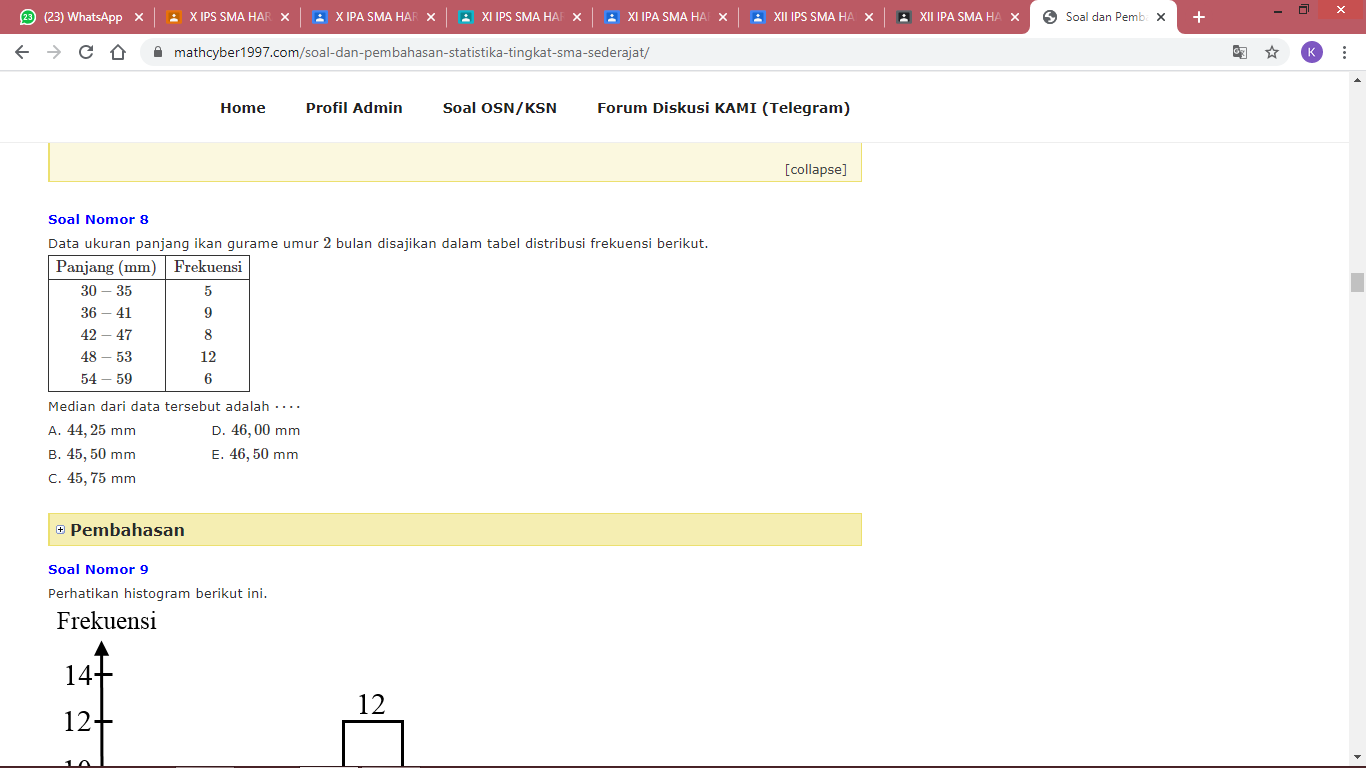 (23) WhatsApp
X IPS SMA HAR
X IPA SMA HAR
XI IPS SMA HAR
XI IPA SMA HA
XII IPS SMA HA
XII IPA SMA HA
Soal dan Pemb
mathcyber1997.com/soal-dan-pembahasan-statistika-tingkat-sma-sederajat/
K
Home Profil Admin Soal OSN/KSN Forum Diskusi KAMI (Telegram)
[collapse]
Soal Nomor 8
Data ukuran panjang ikan gurame umur 2 bulan disajikan dalam tabel distribusi frekuensi berikut.
Panjang (mm) Frekuensi
30 – 35 5
36 – 41 9
42 – 47 8
48 – 53 12
54 – 59 6
Median dari data tersebut adalah ····
A. 44,25 mm D. 46,00 mm
B. 45,50 mm E. 46,50 mm
C. 45,75 mm
Pembahasan
Soal Nomor 9
Perhatikan histogram berikut ini.
Frekuensi
14
12
12
10